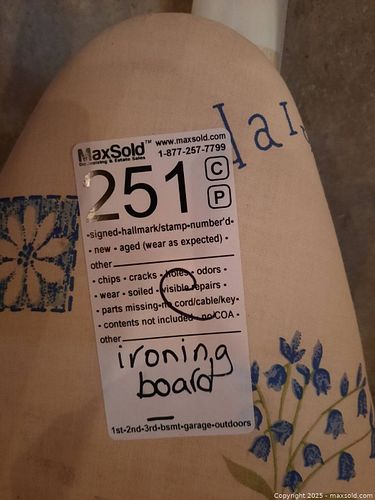 MaxSold™ www.maxsold.com
Downsizing & Estate Sales 1-877-257-7799
251 C
P
•signed-hallmark/stamp-number'd•
• new - aged (wear as expected) •
other
• chips - cracks - holes - odors •
• wear - soiled - visible repairs •
• parts missing-no cord/cable/key•
• contents not included - no COA •
other
ironing
board
1st-2nd-3rd-bsmt-garage-outdoors
Copyright 2025 - maxsold.com